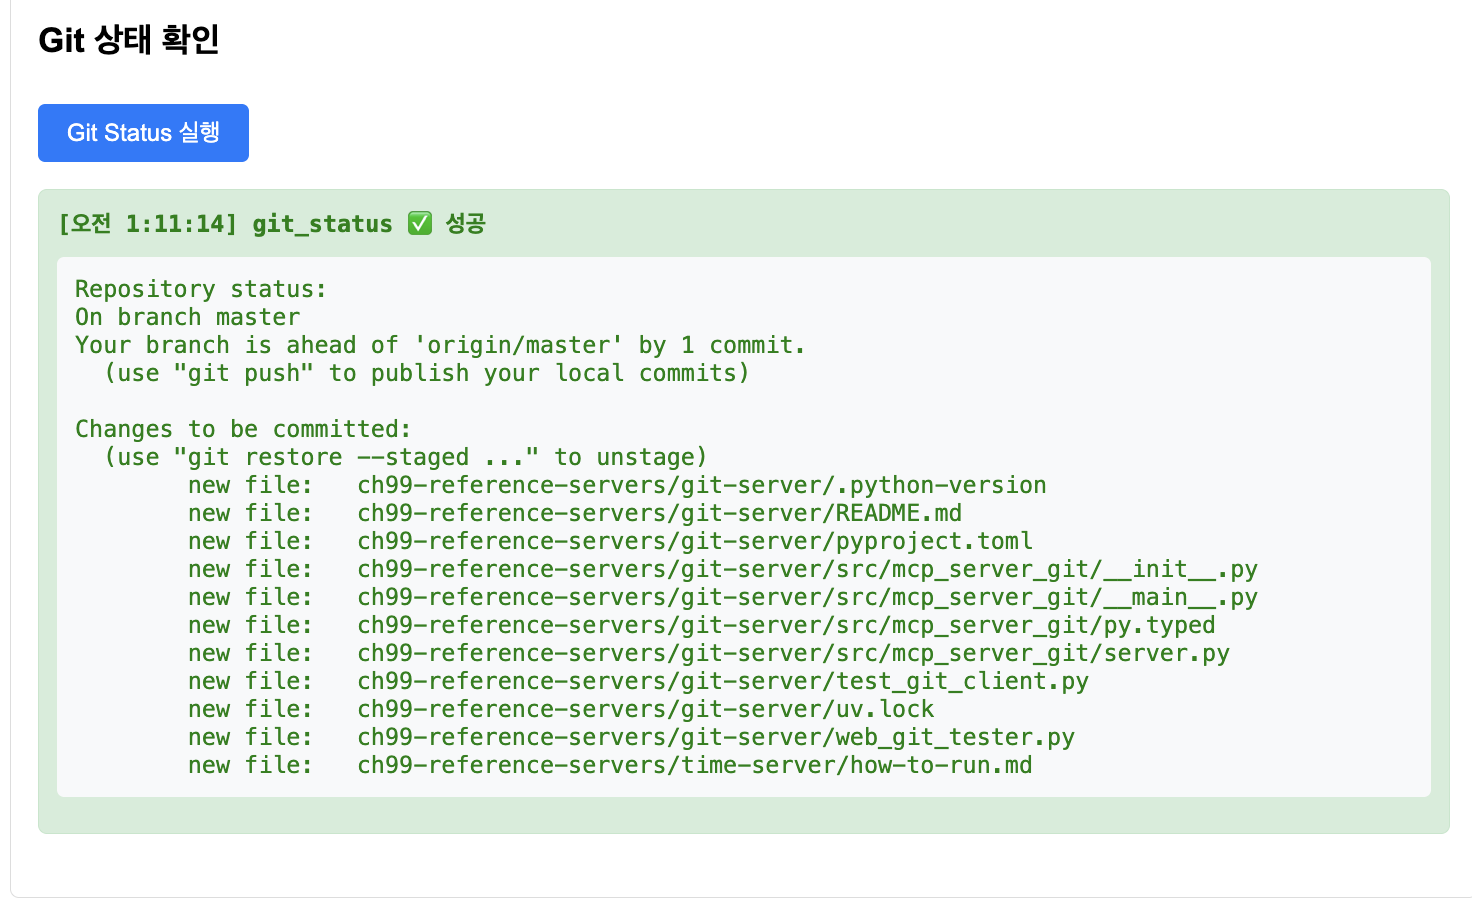 Git 상태 확인
Git Status 실행
[오전 1:11:14] git_status ✅ 성공
Repository status:
On branch master
Your branch is ahead of 'origin/master' by 1 commit.
  (use "git push" to publish your local commits)

Changes to be committed:
  (use "git restore --staged ..." to unstage)
        new file:   ch99-reference-servers/git-server/.python-version
        new file:   ch99-reference-servers/git-server/README.md
        new file:   ch99-reference-servers/git-server/pyproject.toml
        new file:   ch99-reference-servers/git-server/src/mcp_server_git/__init__.py
        new file:   ch99-reference-servers/git-server/src/mcp_server_git/__main__.py
        new file:   ch99-reference-servers/git-server/src/mcp_server_git/py.typed
        new file:   ch99-reference-servers/git-server/src/mcp_server_git/server.py
        new file:   ch99-reference-servers/git-server/test_git_client.py
        new file:   ch99-reference-servers/git-server/uv.lock
        new file:   ch99-reference-servers/git-server/web_git_tester.py
        new file:   ch99-reference-servers/time-server/how-to-run.md